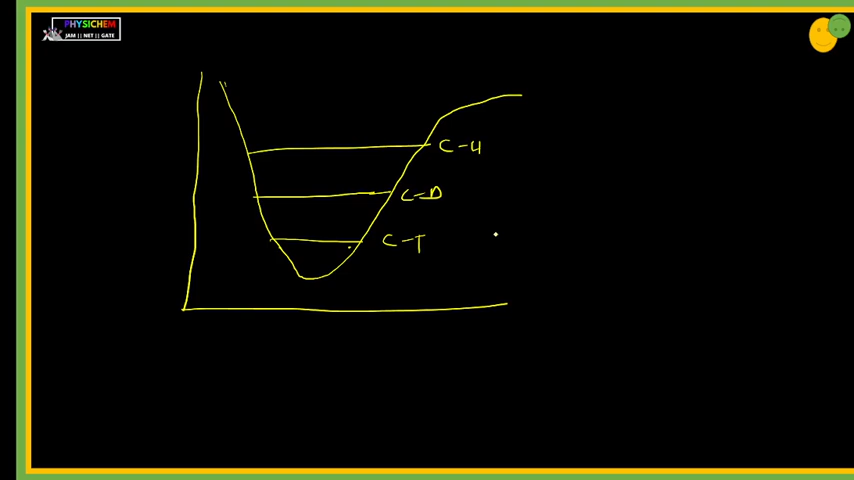 PHYSICHEM
JAM || NET || GATE
C-H
C-D
C-T